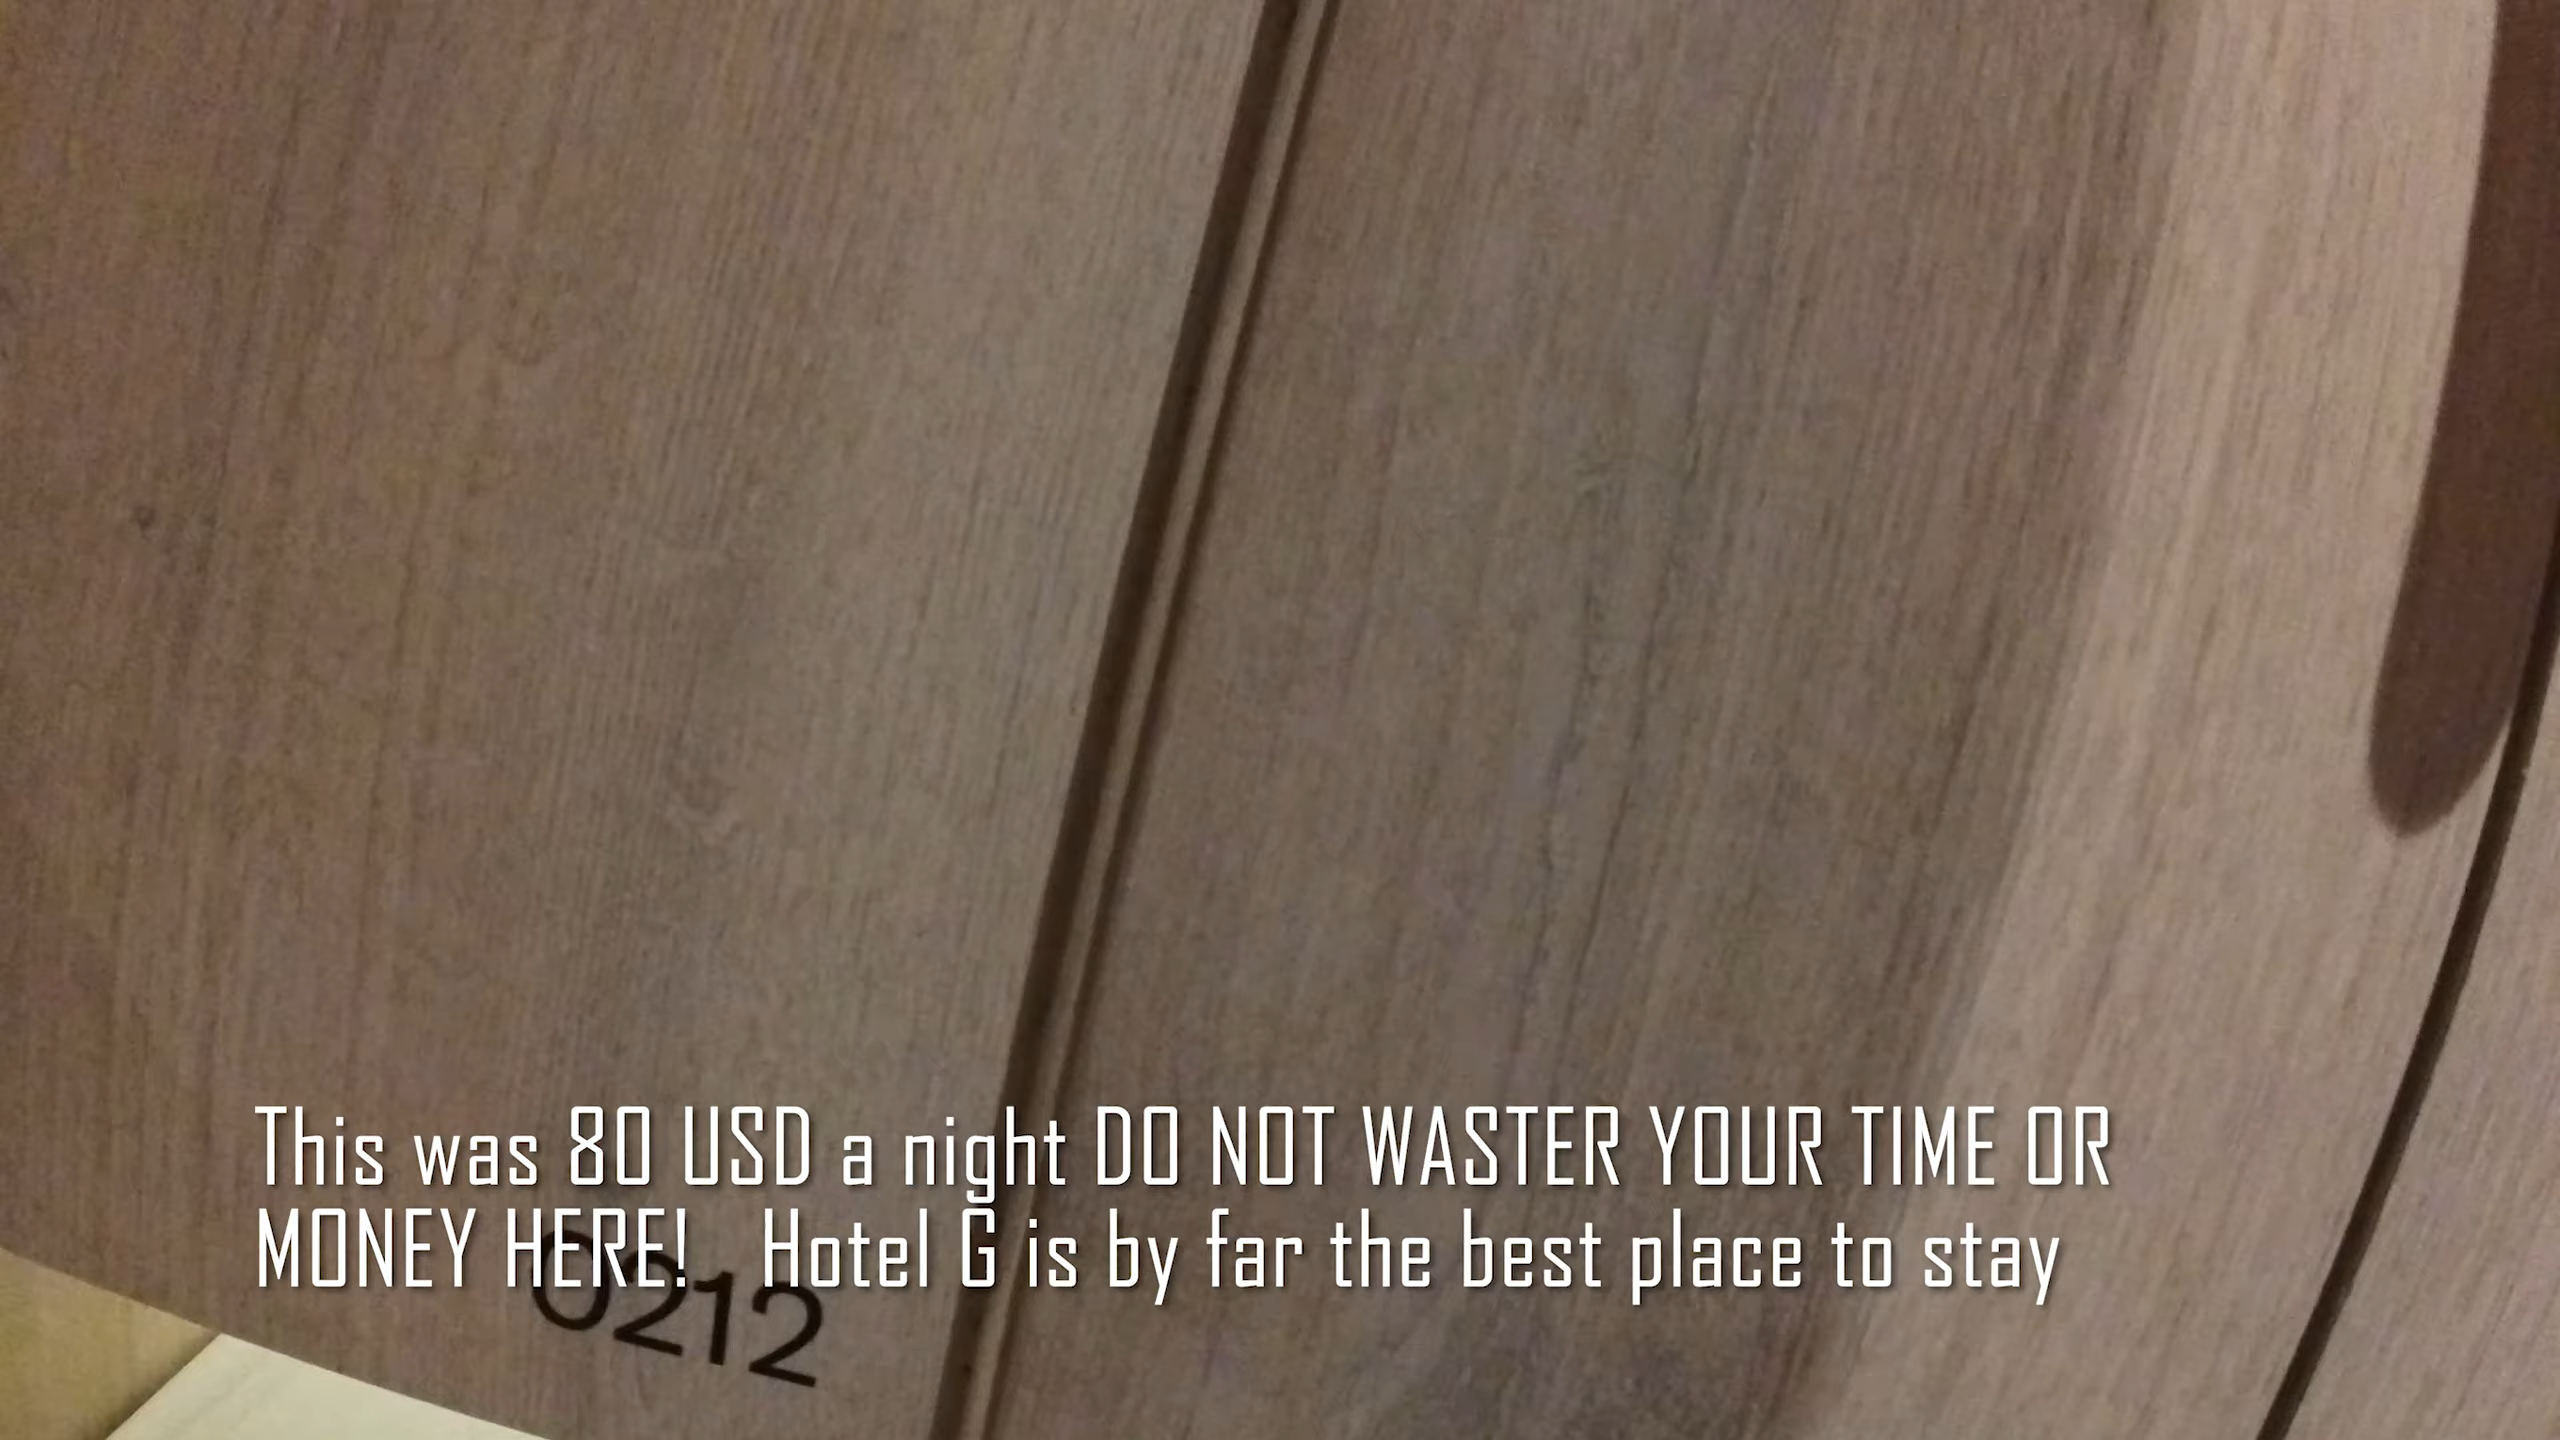 This was 80 USD a night DO NOT WASTER YOUR TIME OR
MONEY HERE!   Hotel G is by far the best place to stay
0212